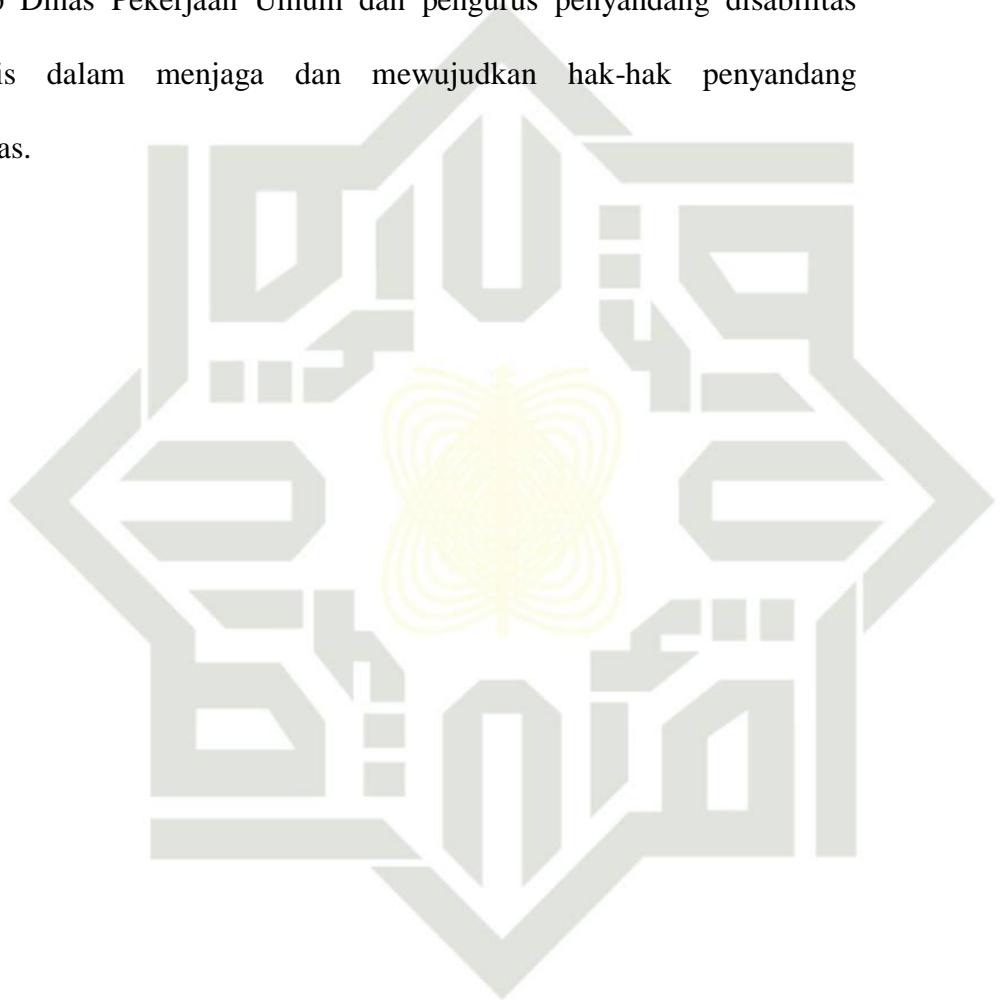 Dinas Pekerjaan Umum dan pengurus penyandang disabilitas
dalam menjaga dan mewujudkan hak-hak penyandang